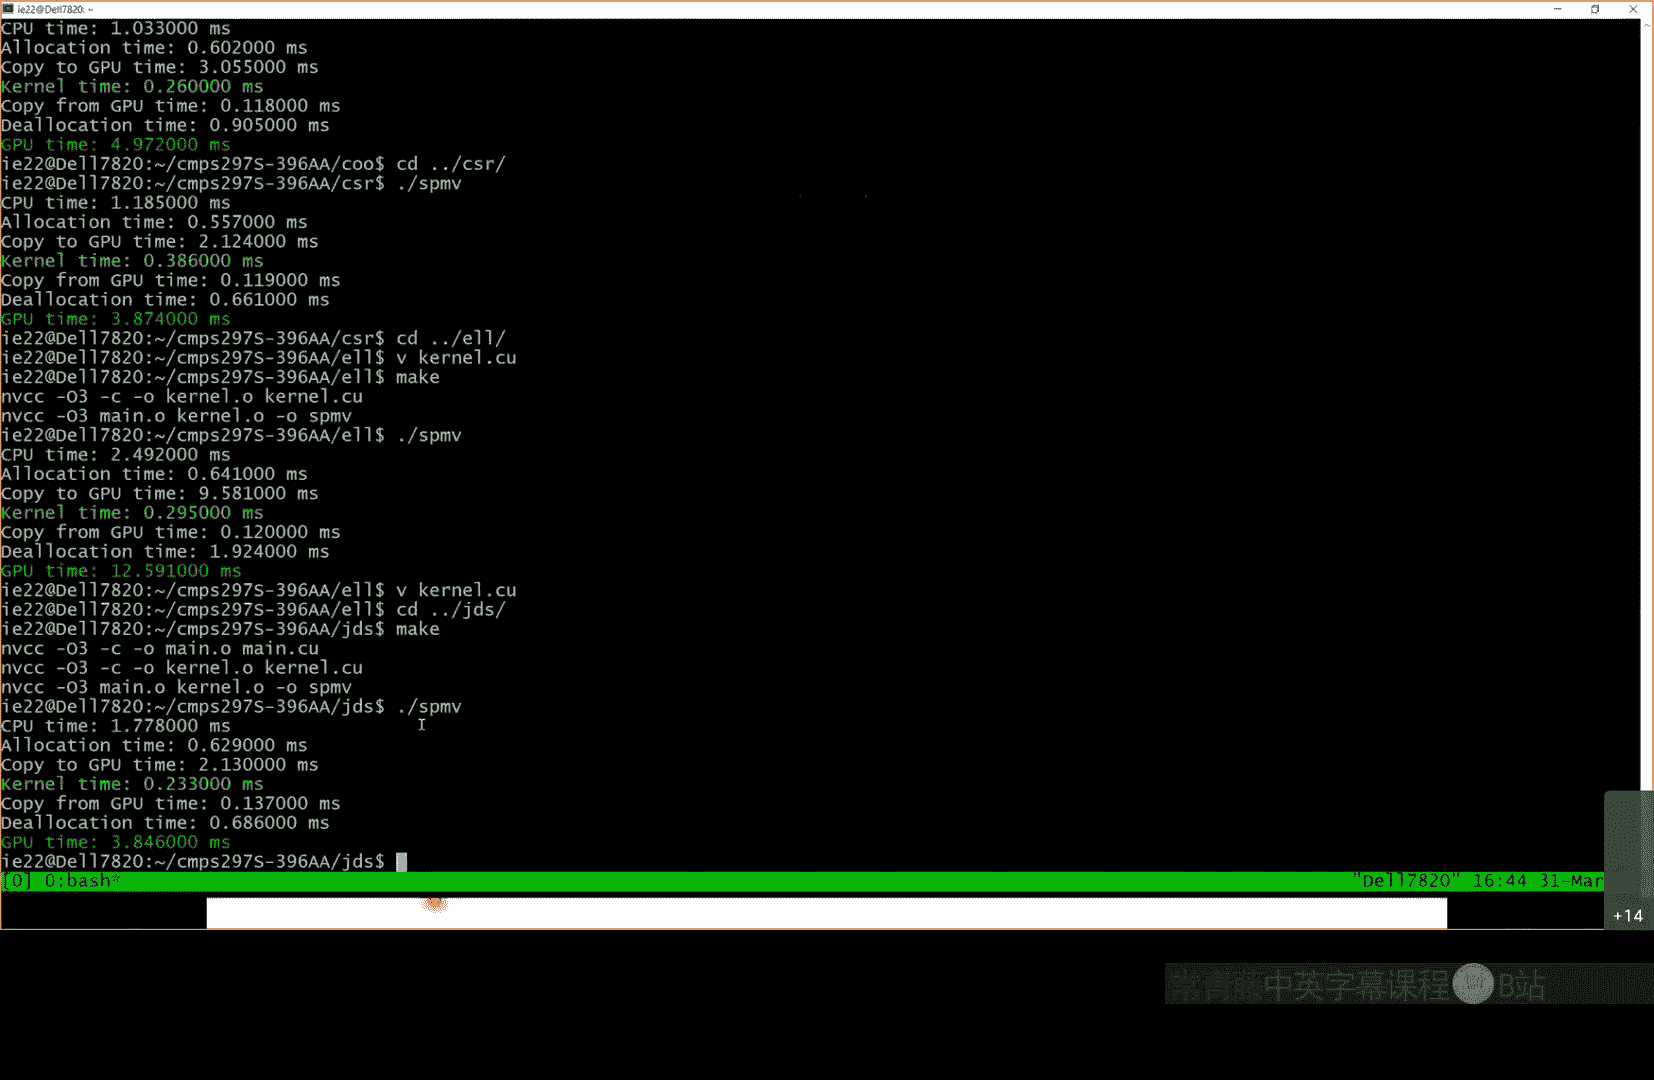 ie22@Dell7820: ~
CPU time: 1.033000 ms
Allocation time: 0.602000 ms
Copy to GPU time: 3.055000 ms
Kernel time: 0.260000 ms
Copy from GPU time: 0.118000 ms
Deallocation time: 0.905000 ms
GPU time: 4.972000 ms
ie22@Dell7820:~/cmps297S-396AA/coo$ cd ../csr/
ie22@Dell7820:~/cmps297S-396AA/csr$ ./spmv
CPU time: 1.185000 ms
Allocation time: 0.557000 ms
Copy to GPU time: 2.124000 ms
Kernel time: 0.386000 ms
Copy from GPU time: 0.119000 ms
Deallocation time: 0.661000 ms
GPU time: 3.874000 ms
ie22@Dell7820:~/cmps297S-396AA/csr$ cd ../ell/
ie22@Dell7820:~/cmps297S-396AA/ell$ v kernel.cu
ie22@Dell7820:~/cmps297S-396AA/ell$ make
nvcc -O3 -c -o kernel.o kernel.cu
nvcc -O3 main.o kernel.o -o spmv
ie22@Dell7820:~/cmps297S-396AA/ell$ ./spmv
CPU time: 2.492000 ms
Allocation time: 0.641000 ms
Copy to GPU time: 9.581000 ms
Kernel time: 0.295000 ms
Copy from GPU time: 0.120000 ms
Deallocation time: 1.924000 ms
GPU time: 12.591000 ms
ie22@Dell7820:~/cmps297S-396AA/ell$ v kernel.cu
ie22@Dell7820:~/cmps297S-396AA/ell$ cd ../jds/
ie22@Dell7820:~/cmps297S-396AA/jds$ make
nvcc -O3 -c -o main.o main.cu
nvcc -O3 -c -o kernel.o kernel.cu
nvcc -O3 main.o kernel.o -o spmv
ie22@Dell7820:~/cmps297S-396AA/jds$ ./spmv
CPU time: 1.778000 ms
Allocation time: 0.629000 ms
Copy to GPU time: 2.130000 ms
Kernel time: 0.233000 ms
Copy from GPU time: 0.137000 ms
Deallocation time: 0.686000 ms
GPU time: 3.846000 ms
ie22@Dell7820:~/cmps297S-396AA/jds$
[0] 0:bash* "Dell7820" 16:44 31-Mar
+14
中英字幕课程 B站